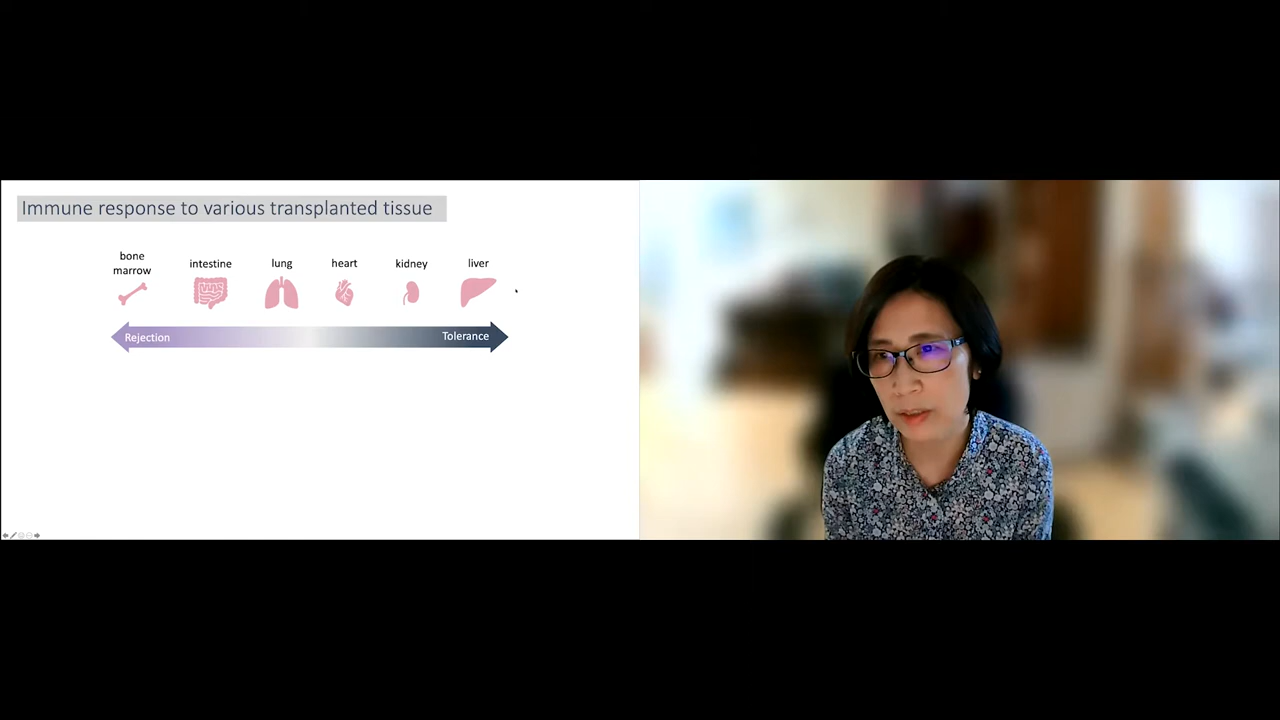 Immune response to various transplanted tissue
bone
marrow
intestine
lung
heart
kidney
liver
Rejection
Tolerance